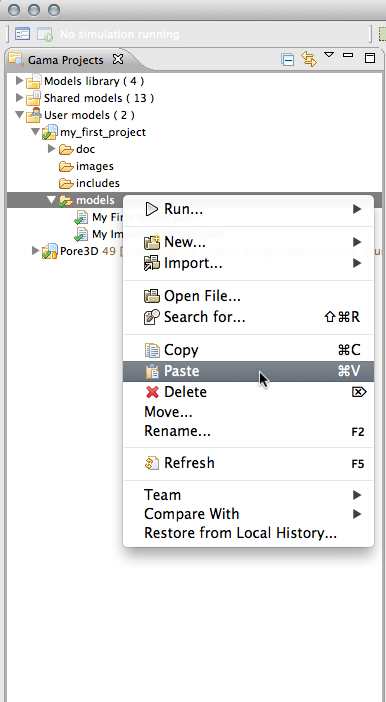 No simulation running
Gama Projects
Models library ( 4 )
Shared models ( 13 )
User models ( 2 )
my_first_project
doc
images
includes
models
My
My
Pore3D 49
Run...
New...
Import...
Open File...
Search for... ⇧⌘R
Copy ⌘C
Paste ⌘V
Delete ⌦
Move...
Rename... F2
Refresh F5
Team
Compare With
Restore from Local History...